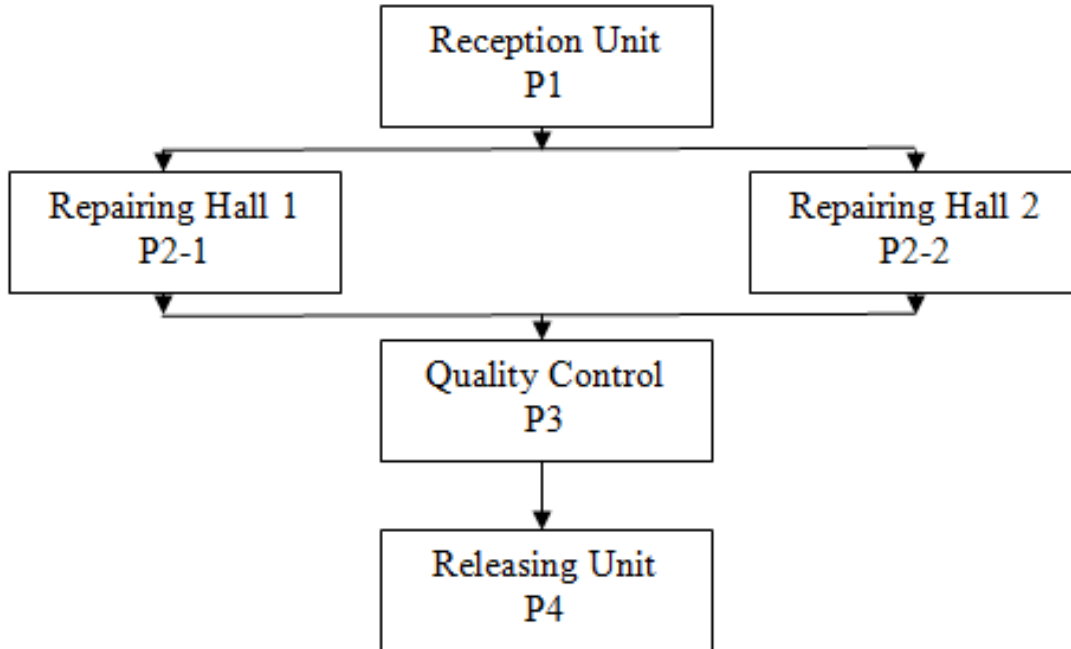 Reception Unit
P1
Repairing Hall 1
P2-1
Repairing Hall 2
P2-2
Quality Control
P3
Releasing Unit
P4